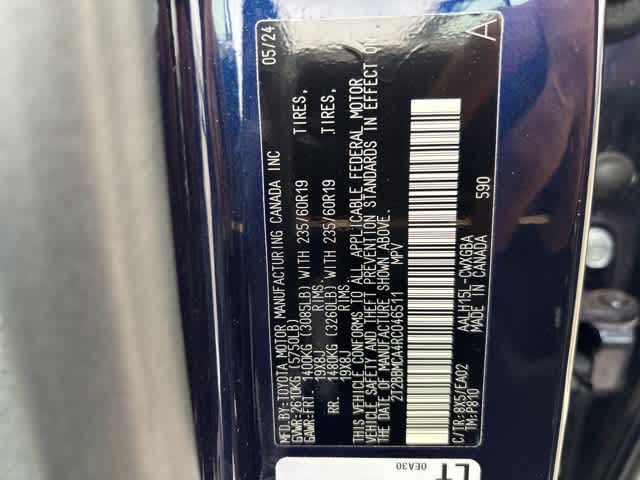 MFD.BY:TOYOTA MOTOR MANUFACTURING CANADA INC 05/24
GVWR:2610KG (5750LB)
GAWR:FRT. 1400KG (3085LB) WITH 235/60R19 TIRES,
19X8J RIMS.
RR. 1480KG (3260LB) WITH 235/60R19 TIRES,
19X8J RIMS.
THIS VEHICLE CONFORMS TO ALL APPLICABLE FEDERAL MOTOR
VEHICLE SAFETY AND THEFT PREVENTION STANDARDS IN EFFECT ON
THE DATE OF MANUFACTURE SHOWN ABOVE.
2T2BBMCA4RC046511 MPV
C/TR:8X5/EA02 AALH15L-CWXGBA
TM:P810 MADE IN CANADA 590
A
0EA30